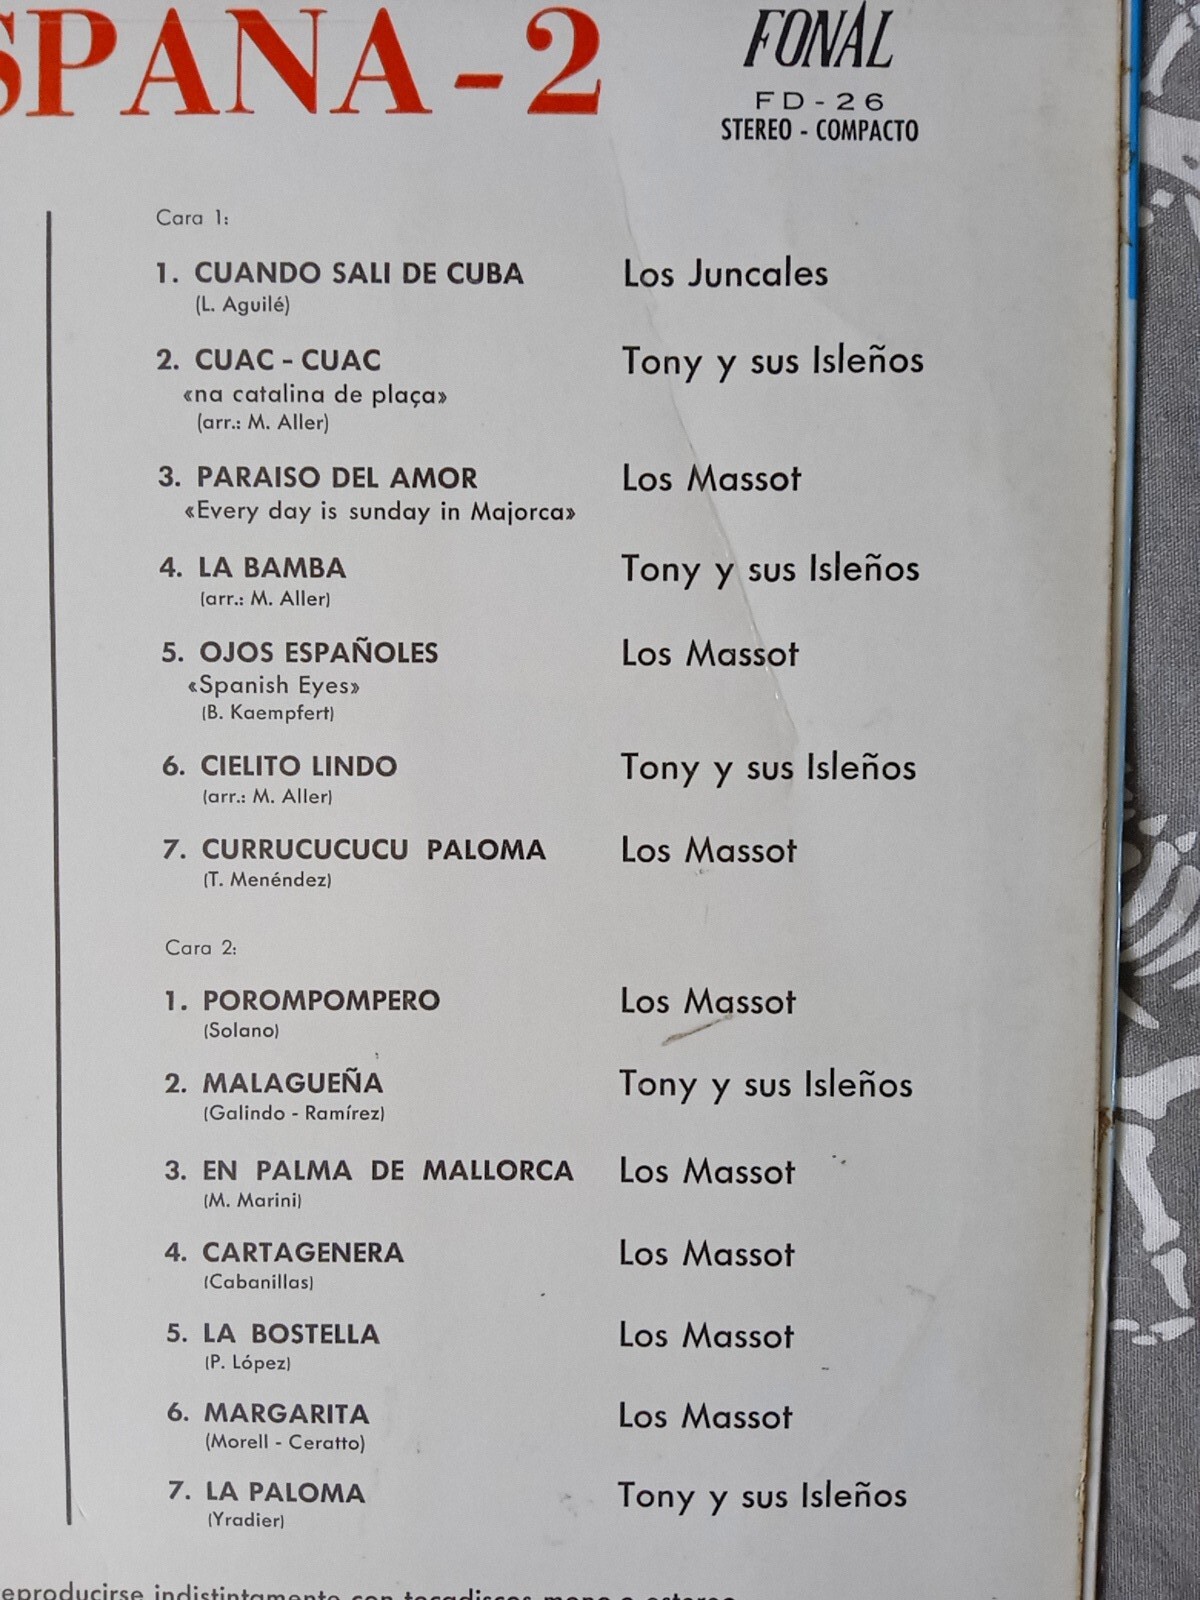 SPANA-2
FONAL
FD-26
STEREO - COMPACTO
Cara 1:
1. CUANDO SALI DE CUBA Los Juncales
(L. Aguilé)
2. CUAC - CUAC Tony y sus Isleños
«na catalina de plaça»
(arr.: M. Aller)
3. PARAISO DEL AMOR Los Massot
«Every day is sunday in Majorca»
4. LA BAMBA Tony y sus Isleños
(arr.: M. Aller)
5. OJOS ESPAÑOLES Los Massot
«Spanish Eyes»
(B. Kaempfert)
6. CIELITO LINDO Tony y sus Isleños
(arr.: M. Aller)
7. CURRUCUCUCU PALOMA Los Massot
(T. Menéndez)
Cara 2:
1. POROMPOMPERO Los Massot
(Solano)
2. MALAGUEÑA Tony y sus Isleños
(Galindo - Ramírez)
3. EN PALMA DE MALLORCA Los Massot
(M. Marini)
4. CARTAGENERA Los Massot
(Cabanillas)
5. LA BOSTELLA Los Massot
(P. López)
6. MARGARITA Los Massot
(Morell - Ceratto)
7. LA PALOMA Tony y sus Isleños
(Yradier)
eproducirse indistintamente con tocadiscos mono o estereo